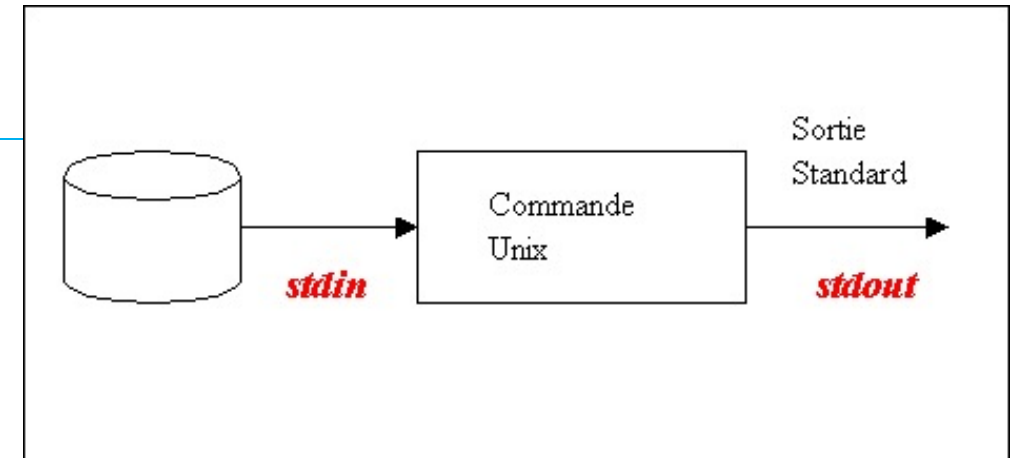 Sortie
Standard
Commande
Unix
stdin
stdout